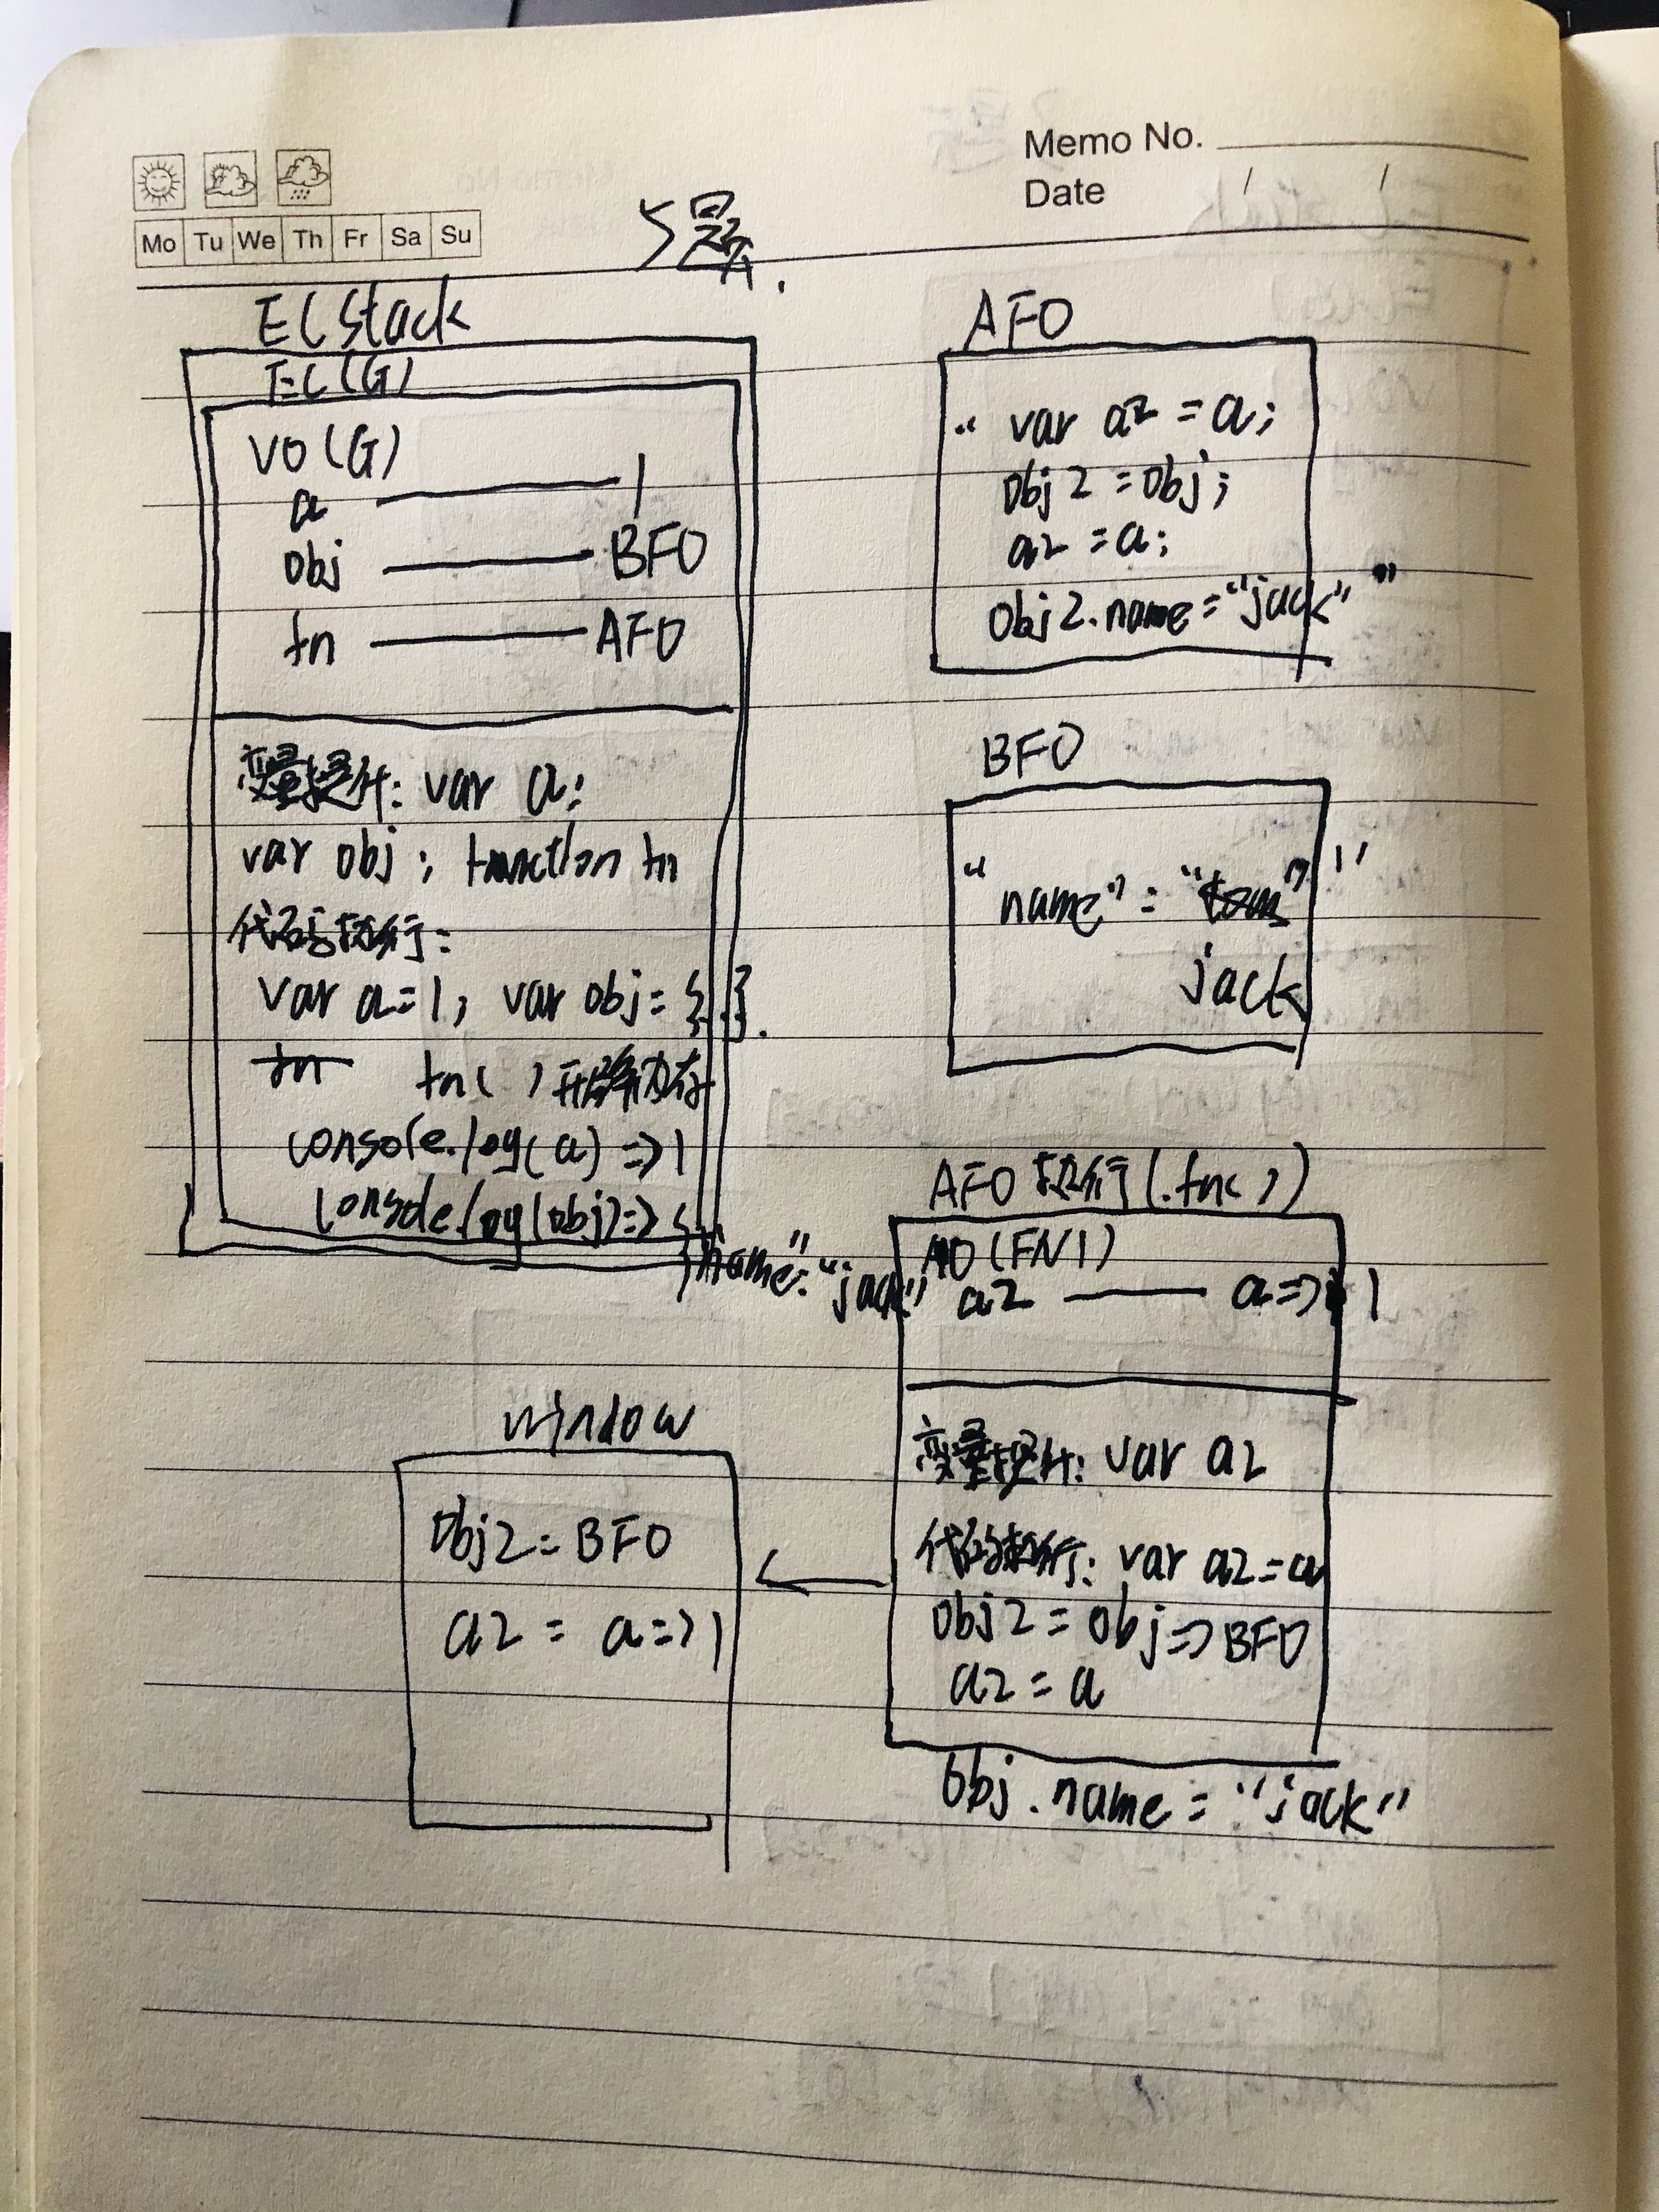 Memo No.
Date / /
Mo Tu We Th Fr Sa Su
5题.
ECStack
EC(G)
VO(G)
a —— 1
obj —— BFO
fn —— AFO
变量提升: var a;
var obj; function fn
代码执行:
var a=1, var obj={..}.
fn fn( ) 开辟内存
console.log(a) => 1
console.log(obj) => {
"name": "jack"
AFO
"var a2 = a;
obj2 = obj;
a2 = a;
obj2.name = "jack" "
BFO
"name": "tom" "
jack
AFO 执行(.fn( )
AO(FN1)
a2 —— a => 1
变量提升: var a2
代码执行: var a2=a
obj2 = obj => BFO
a2 = a
obj.name = "jack"
window
obj2 = BFO
a2 = a => 1